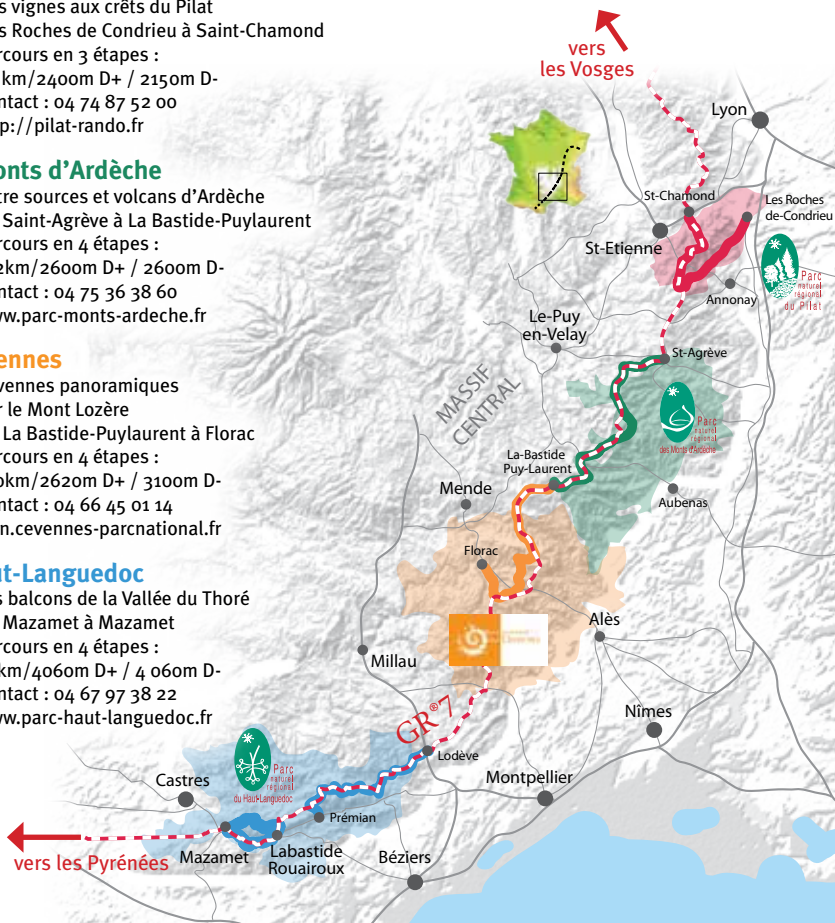 s vignes aux crêts du Pilat
s Roches de Condrieu à Saint-Chamond
rcours en 3 étapes :
km/2400m D+ / 2150m D-
ntact : 04 74 87 52 00
p://pilat-rando.fr
onts d'Ardèche
tre sources et volcans d'Ardèche
Saint-Agrève à La Bastide-Puylaurent
rcours en 4 étapes :
2km/2600m D+ / 2600m D-
ntact : 04 75 36 38 60
w.parc-monts-ardeche.fr
ennes
vennes panoramiques
r le Mont Lozère
La Bastide-Puylaurent à Florac
rcours en 4 étapes :
0km/2620m D+ / 3100m D-
ntact : 04 66 45 01 14
n.cevennes-parcnational.fr
ut-Languedoc
s balcons de la Vallée du Thoré
Mazamet à Mazamet
rcours en 4 étapes :
km/4060m D+ / 4 060m D-
ntact : 04 67 97 38 22
w.parc-haut-languedoc.fr
vers
les Vosges
Lyon
St-Chamond
Les Roches
de-Condrieu
St-Etienne
Parc
naturel
régional
du Pilat
Annonay
Le-Puy
en-Velay
St-Agrève
MASSIF
CENTRAL
Parc
naturel
régional
des Monts d'Ardèche
La-Bastide
Puy-Laurent
Mende
Aubenas
Florac
Alès
Millau
Nîmes
GR®7
Lodève
Parc
naturel
régional
du Haut-Languedoc
Castres
Montpellier
Prémian
vers les Pyrénées
Mazamet
Labastide
Rouairoux
Béziers